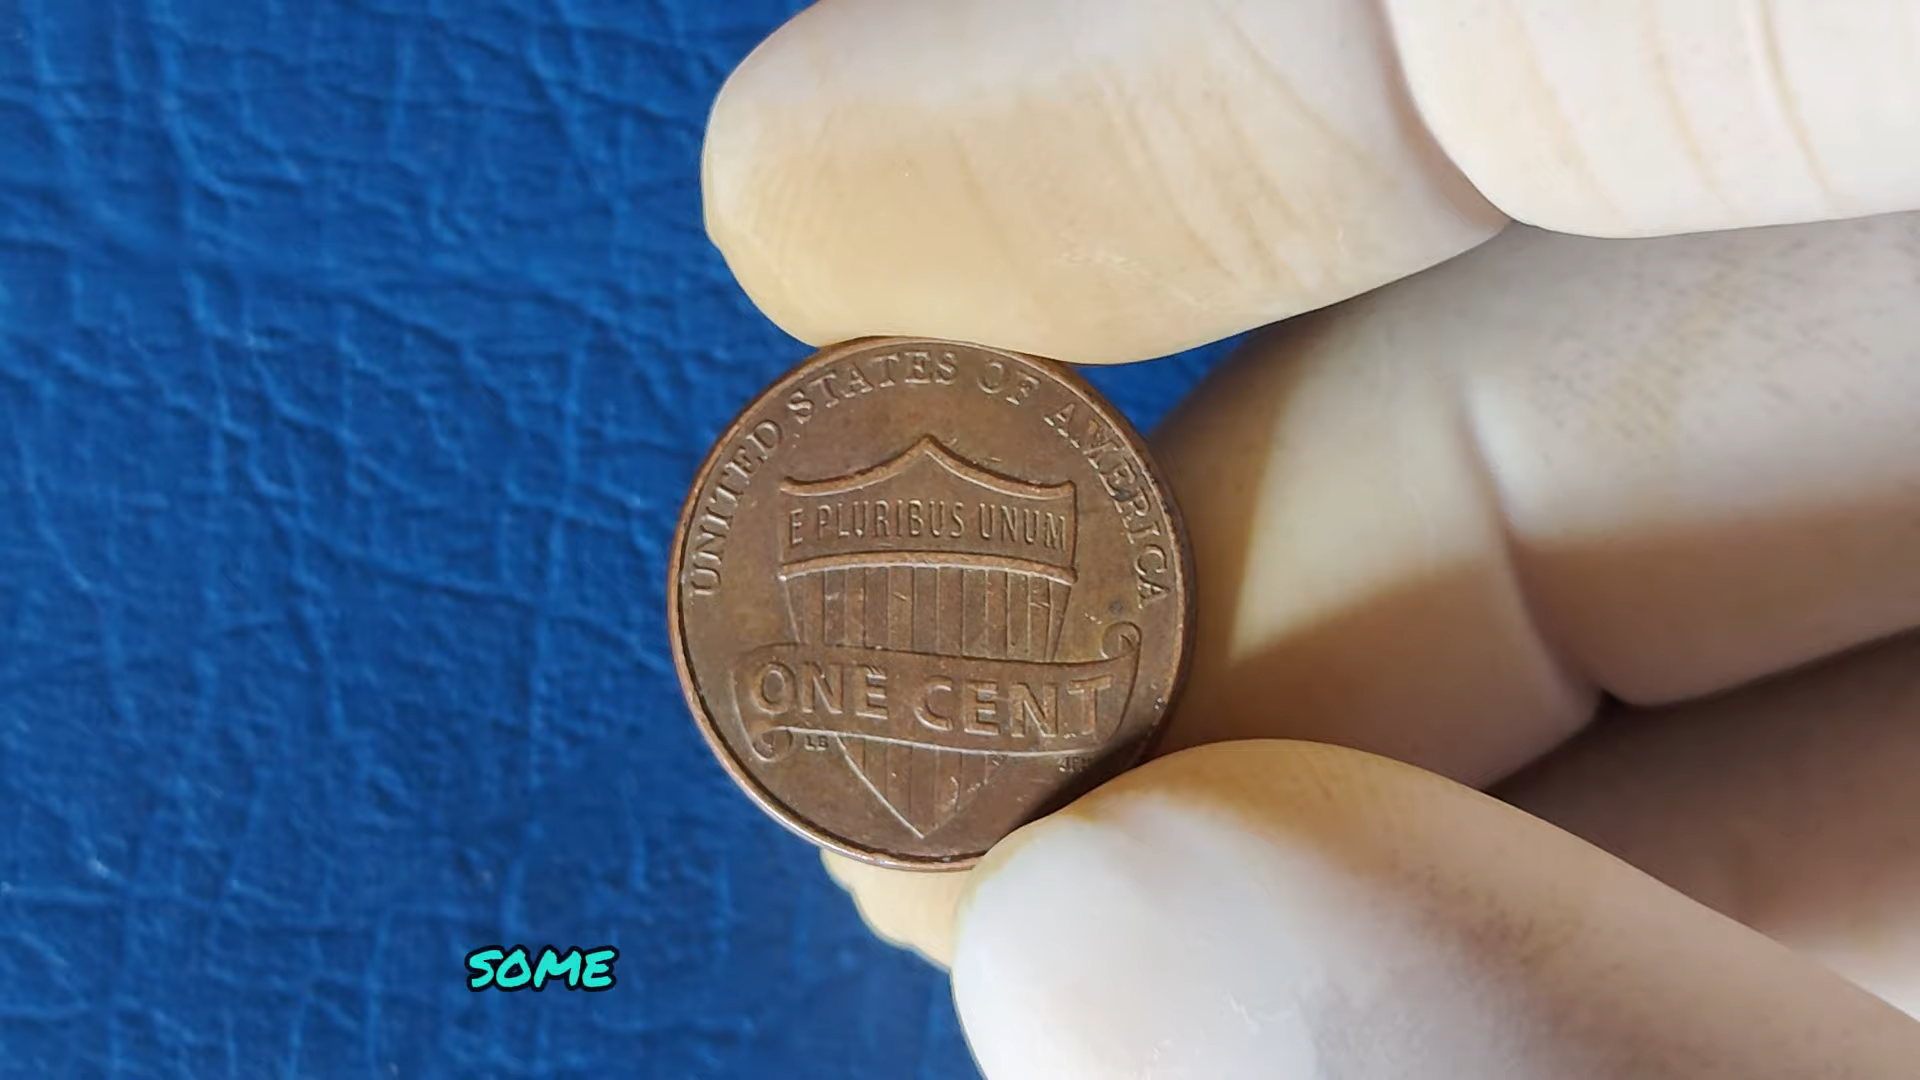 UNITED STATES OF AMERICA
E PLURIBUS UNUM
ONE CENT
LB
SOME